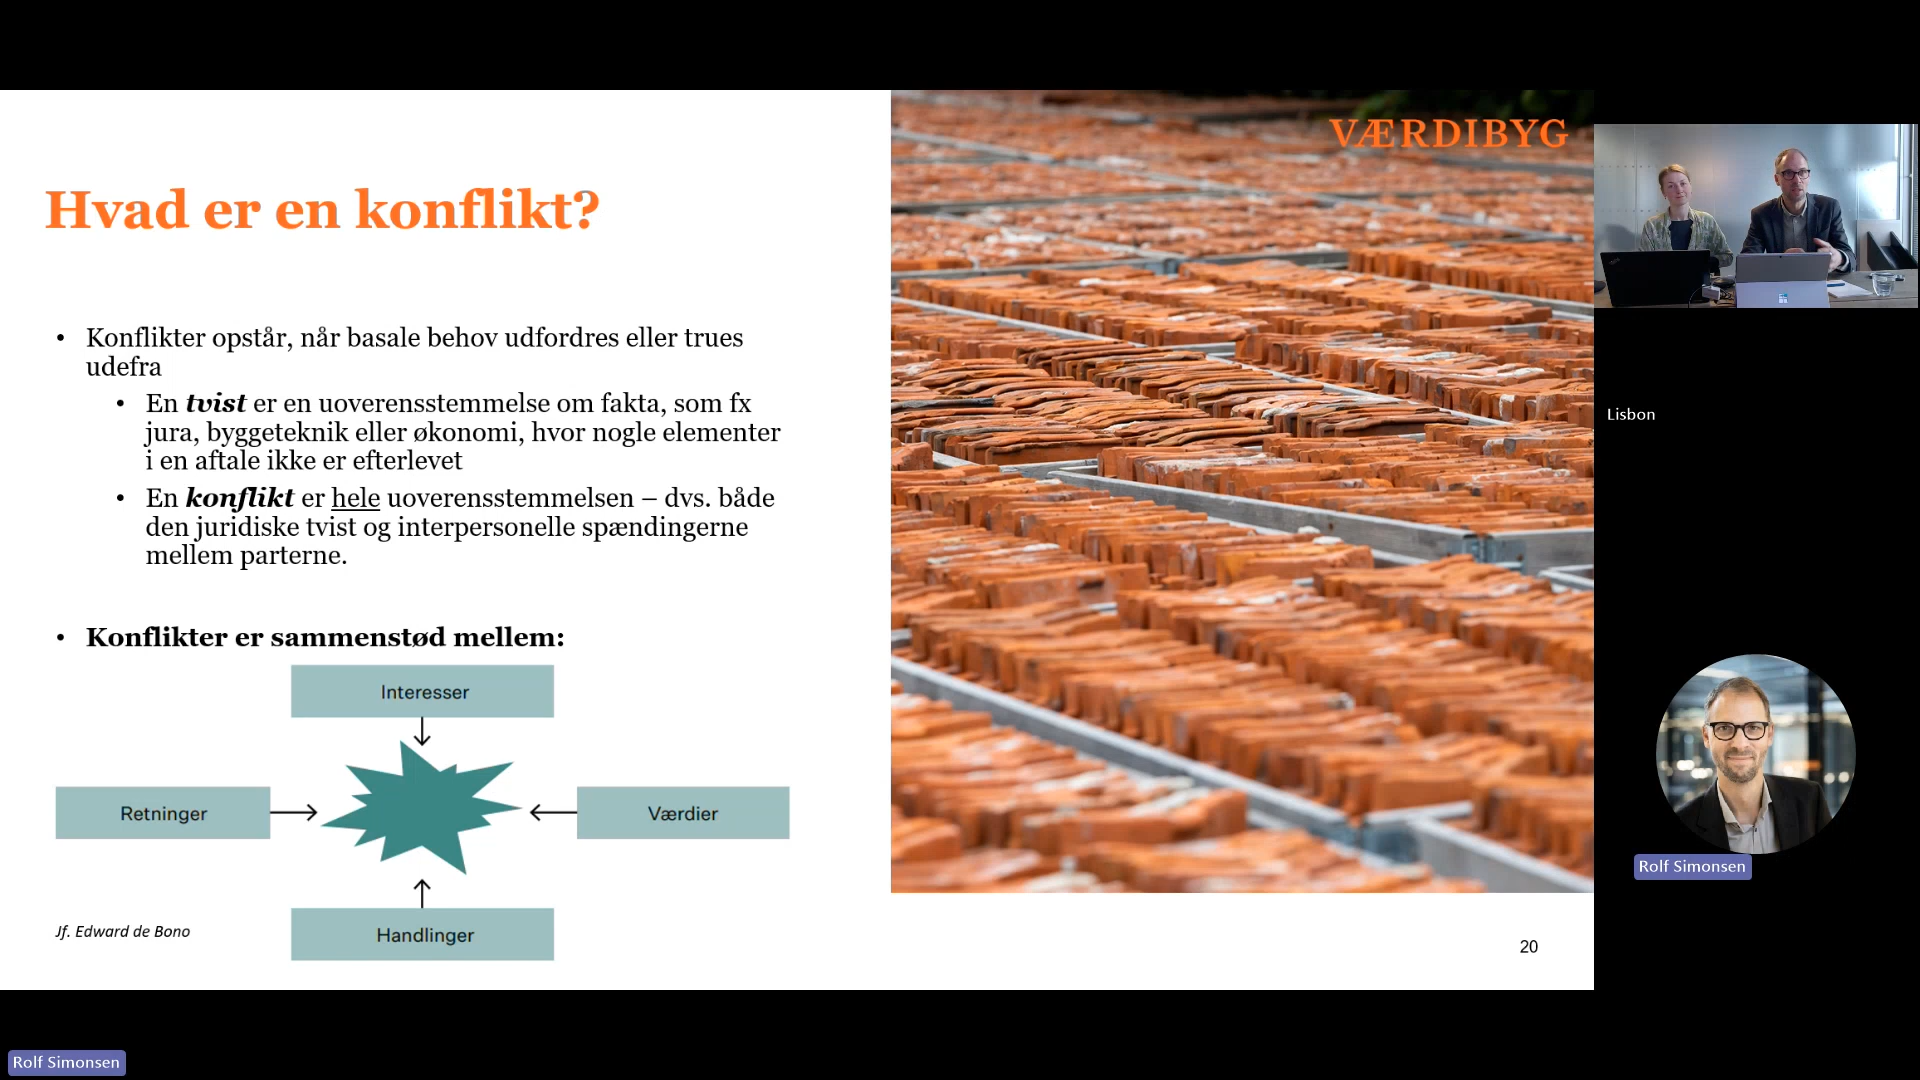 VÆRDIBYG
Hvad er en konflikt?
• Konflikter opstår, når basale behov udfordres eller trues
udefra
• En tvist er en uoverensstemmelse om fakta, som fx
jura, byggeteknik eller økonomi, hvor nogle elementer
i en aftale ikke er efterlevet
• En konflikt er hele uoverensstemmelsen – dvs. både
den juridiske tvist og interpersonelle spændingerne
mellem parterne.
• Konflikter er sammenstød mellem:
Interesser
Retninger
Værdier
Handlinger
Jf. Edward de Bono
20
Lisbon
Rolf Simonsen
Rolf Simonsen